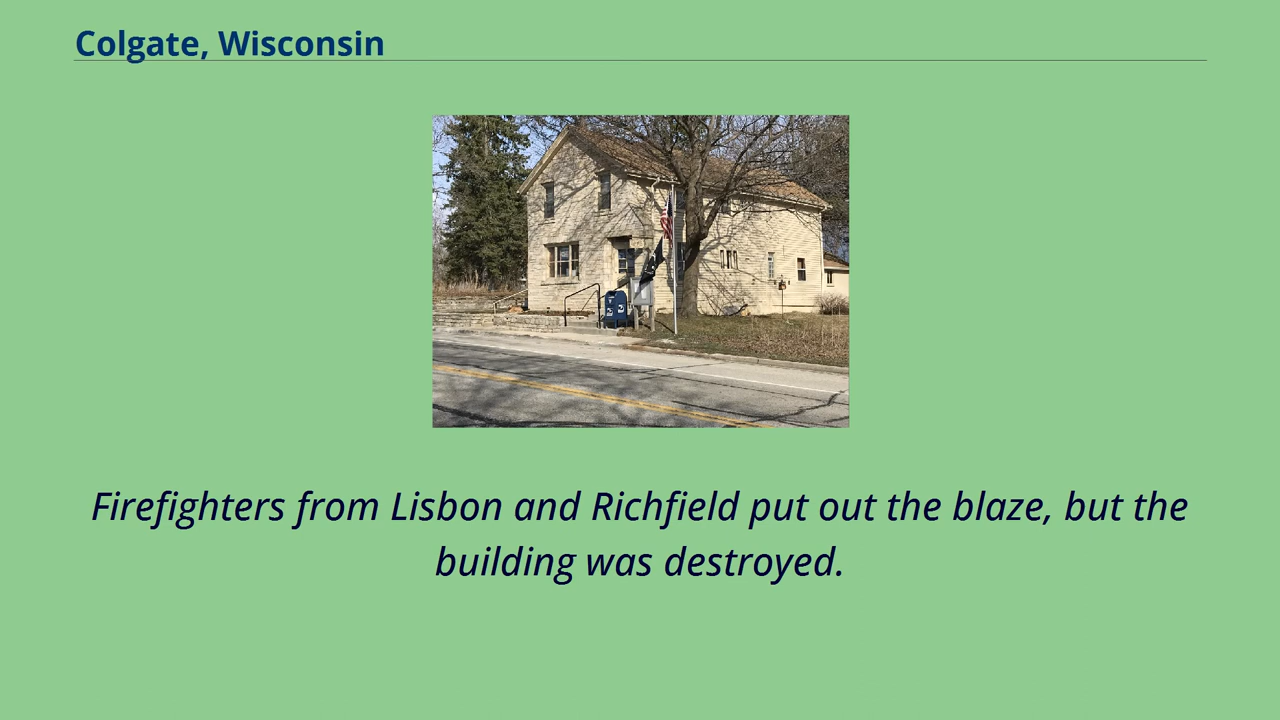 Colgate, Wisconsin
Firefighters from Lisbon and Richfield put out the blaze, but the
building was destroyed.